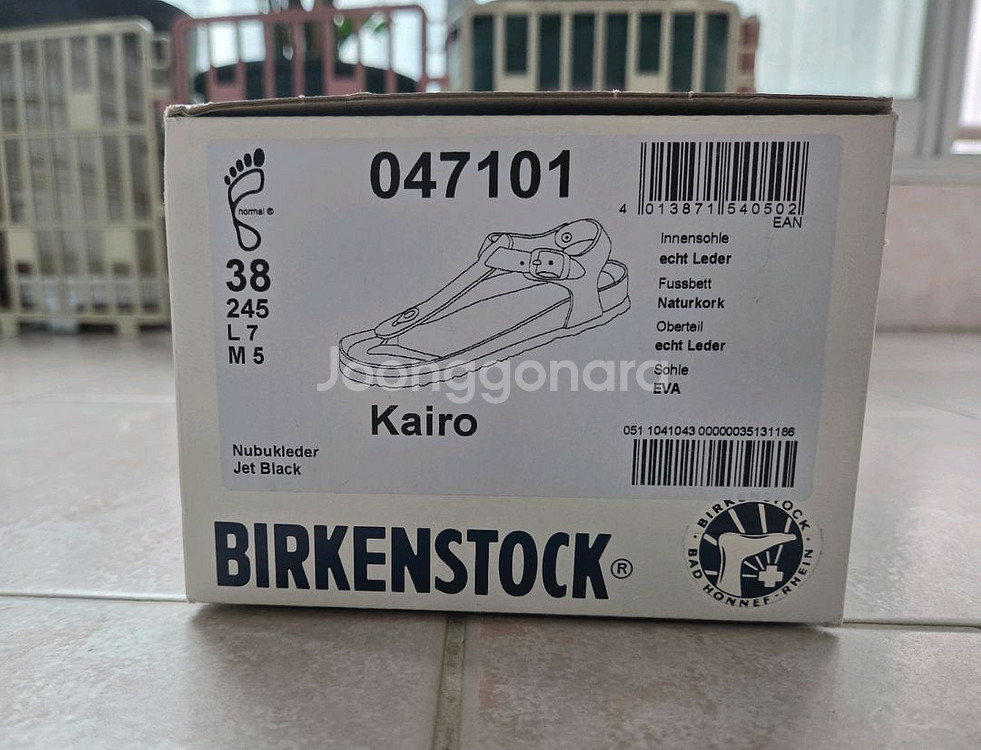 047101
4 013871 540502
EAN
normal ®
38
245
L 7
M 5
Innensohle
echt Leder
Fussbett
Naturkork
Oberteil
echt Leder
Sohle
EVA
Joonggonara
Kairo
Nubukleder
Jet Black
051 1041043 00000035131186
BIRKENSTOCK®
BIRKENSTOCK
BAD HONNEF - RHEIN